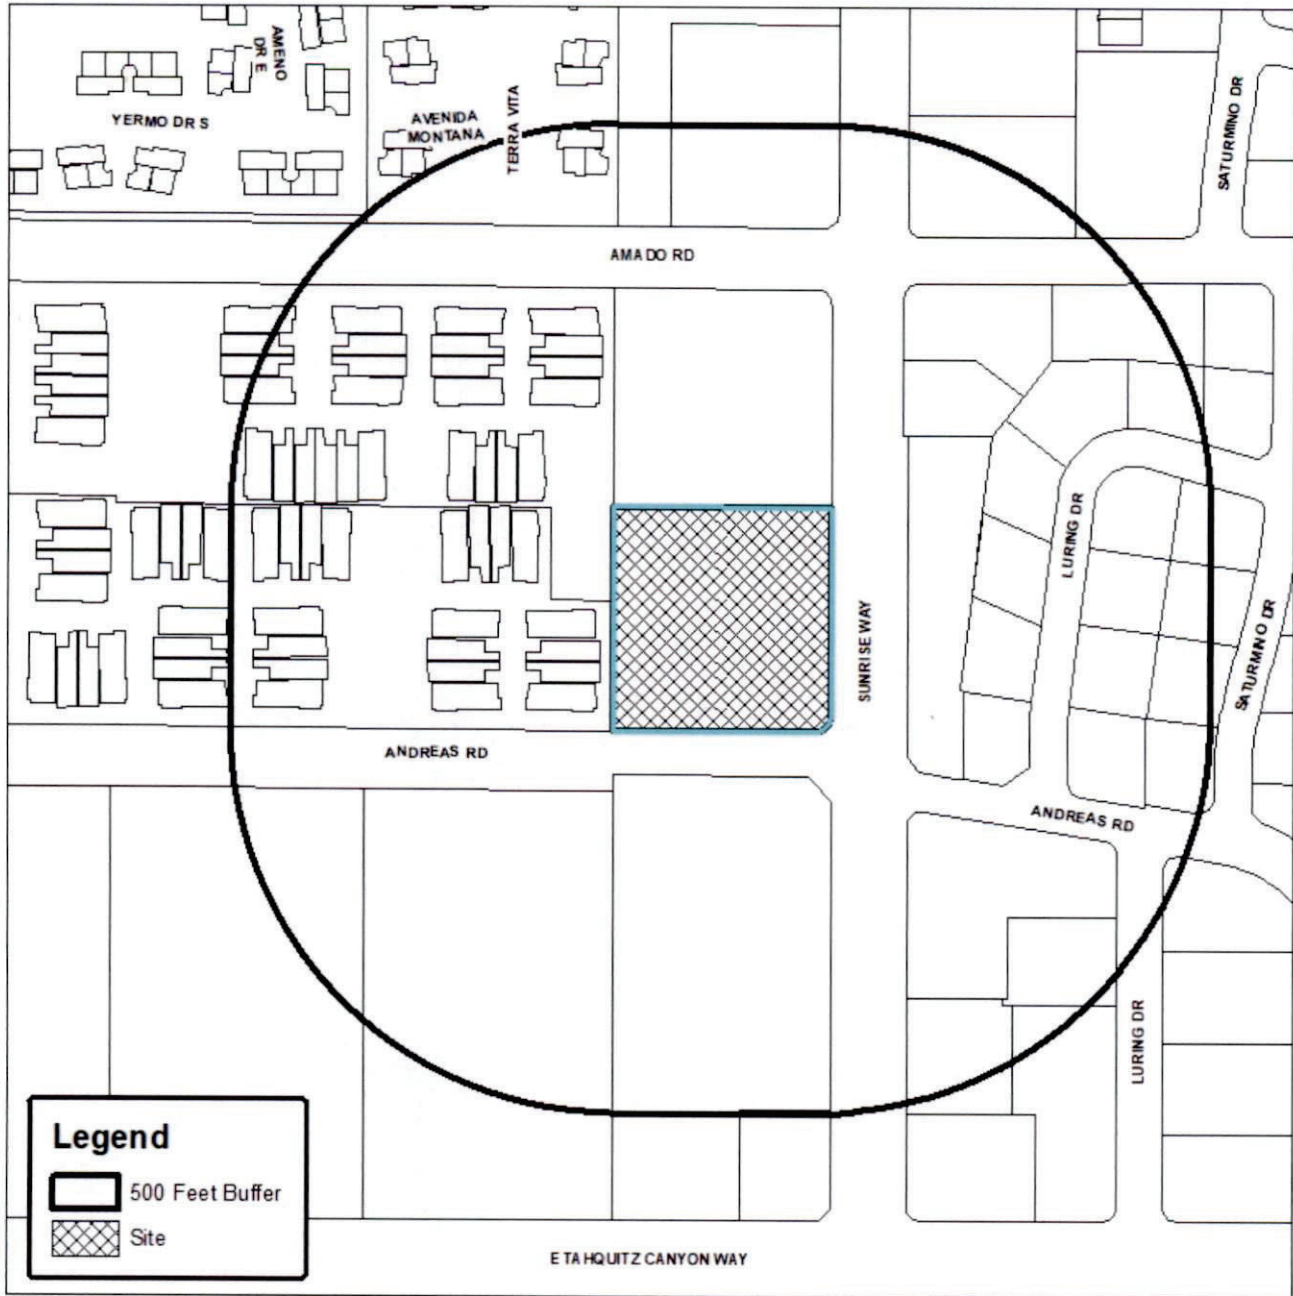 AMENO
DR E
YERMO DR S
AVENIDA
MONTANA
TERRA VITA
SATURMINO DR
AMADO RD
LURING DR
SUNRISE WAY
SATURMINO DR
ANDREAS RD
ANDREAS RD
LURING DR
Legend
500 Feet Buffer
Site
E TAHQUITZ CANYON WAY